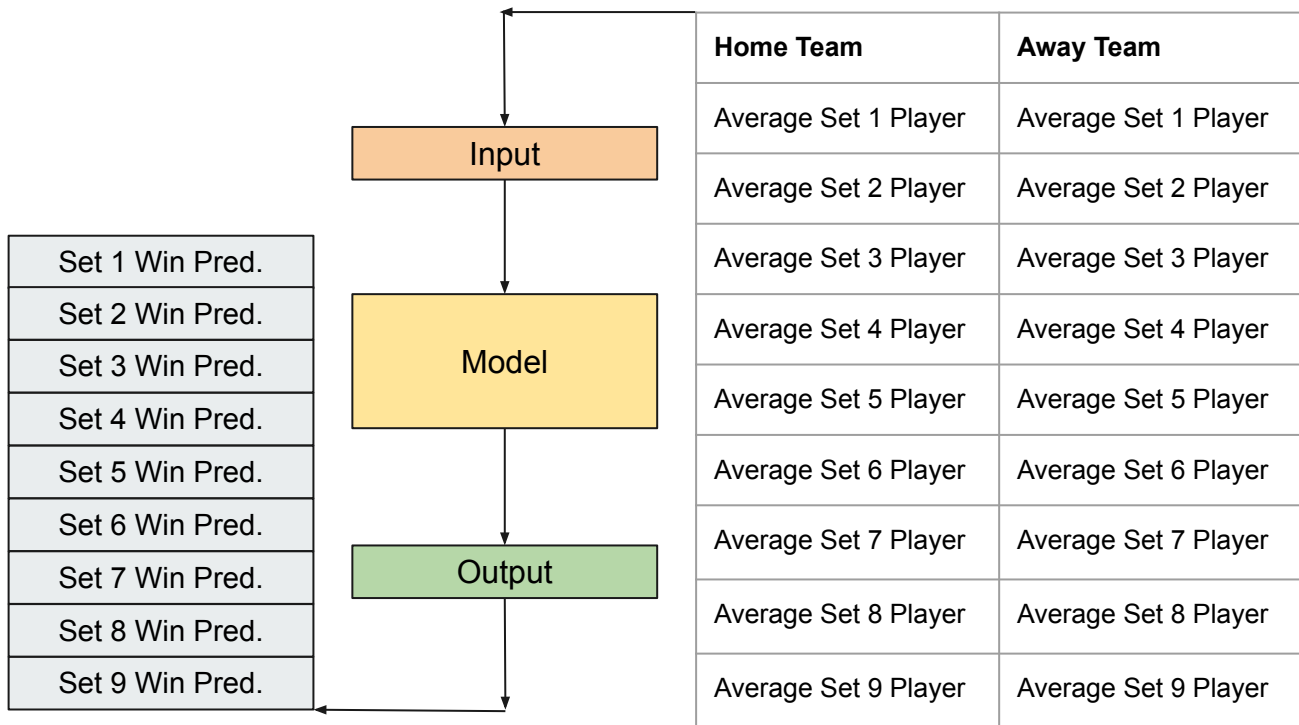 Home Team
Away Team
Average Set 1 Player
Average Set 1 Player
Average Set 2 Player
Average Set 2 Player
Average Set 3 Player
Average Set 3 Player
Average Set 4 Player
Average Set 4 Player
Average Set 5 Player
Average Set 5 Player
Average Set 6 Player
Average Set 6 Player
Average Set 7 Player
Average Set 7 Player
Average Set 8 Player
Average Set 8 Player
Average Set 9 Player
Average Set 9 Player
Input
Model
Output
Set 1 Win Pred.
Set 2 Win Pred.
Set 3 Win Pred.
Set 4 Win Pred.
Set 5 Win Pred.
Set 6 Win Pred.
Set 7 Win Pred.
Set 8 Win Pred.
Set 9 Win Pred.